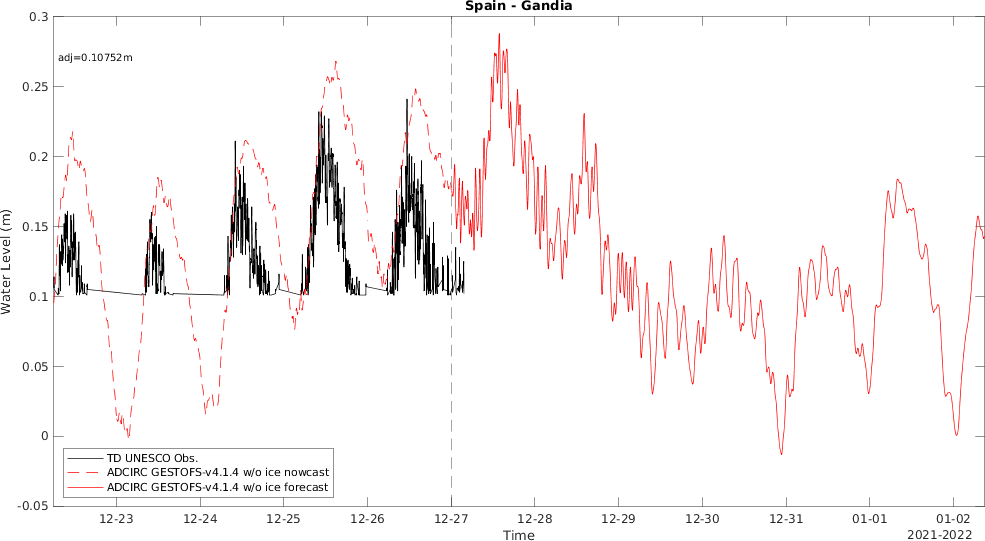 Spain - Gandia
0.3
adj=0.10752m
0.25
0.2
0.15
0.1
0.05
0
-0.05
Water Level (m)
TD UNESCO Obs.
ADCIRC GESTOFS-v4.1.4 w/o ice nowcast
ADCIRC GESTOFS-v4.1.4 w/o ice forecast
12-23 12-24 12-25 12-26 12-27 12-28 12-29 12-30 12-31 01-01 01-02
Time
2021-2022